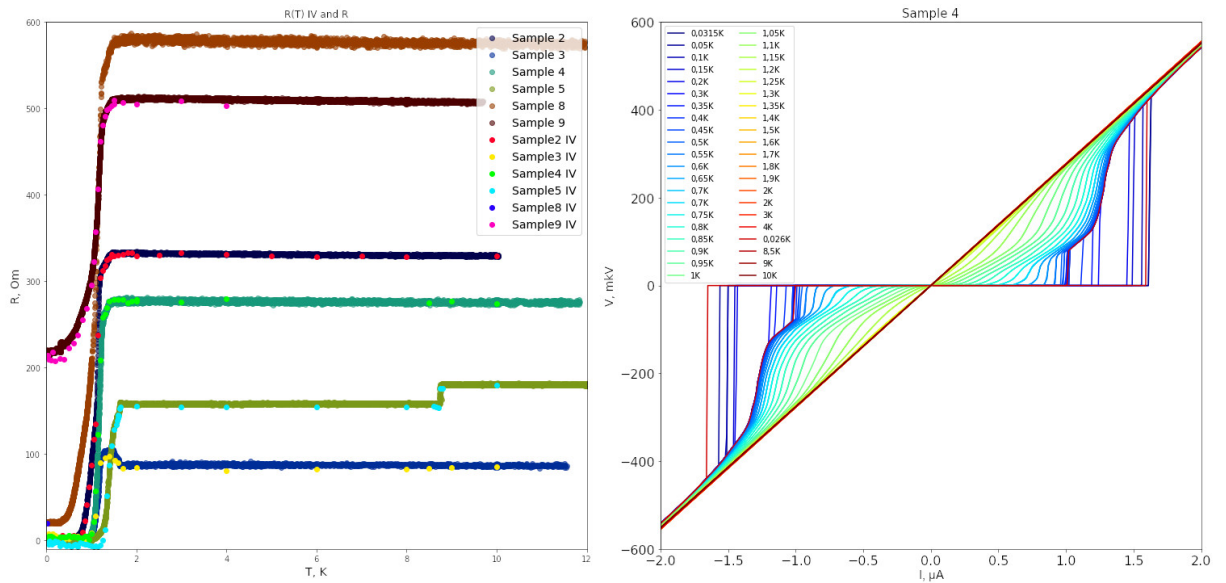 R(T) IV and R
R, Om
600
500
400
300
200
100
0
0
2
4
6
8
10
12
T, K
Sample 2
Sample 3
Sample 4
Sample 5
Sample 8
Sample 9
Sample2 IV
Sample3 IV
Sample4 IV
Sample5 IV
Sample8 IV
Sample9 IV
Sample 4
V, mkV
600
400
200
0
−200
−400
−600
−2.0
−1.5
−1.0
−0.5
0.0
0.5
1.0
1.5
2.0
I, μA
0,0315K
0,05K
0,1K
0,15K
0,2K
0,3K
0,35K
0,4K
0,45K
0,5K
0,55K
0,6K
0,65K
0,7K
0,7K
0,75K
0,8K
0,85K
0,9K
0,95K
1K
1,05K
1,1K
1,15K
1,2K
1,25K
1,3K
1,35K
1,4K
1,5K
1,6K
1,7K
1,8K
1,9K
2K
2K
3K
4K
0,026K
8,5K
9K
10K